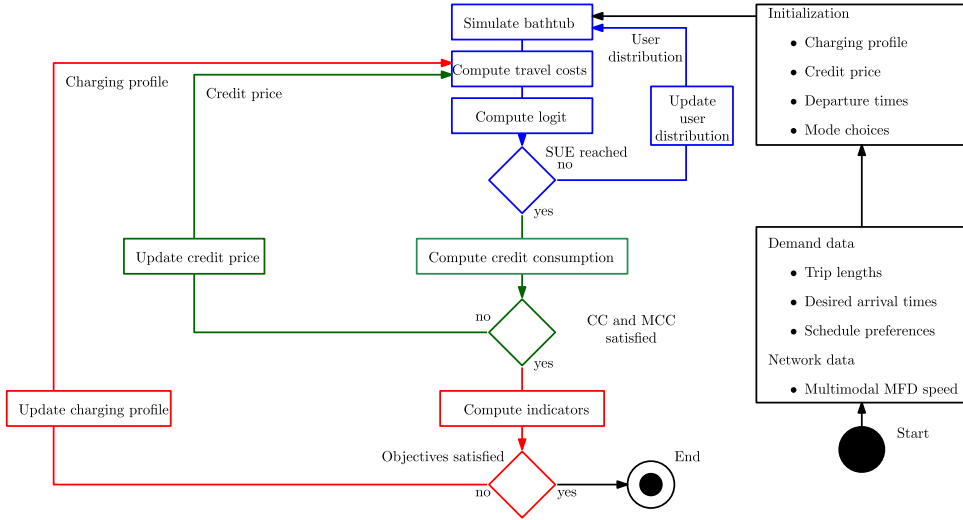 Simulate bathtub
Compute travel costs
Compute logit
User
distribution
Update
user
distribution
SUE reached
no
yes
Charging profile
Credit price
Update credit price
Compute credit consumption
no
CC and MCC
satisfied
yes
Update charging profile
Compute indicators
Objectives satisfied
no
yes
End
Initialization
• Charging profile
• Credit price
• Departure times
• Mode choices
Demand data
• Trip lengths
• Desired arrival times
• Schedule preferences
Network data
• Multimodal MFD speed
Start